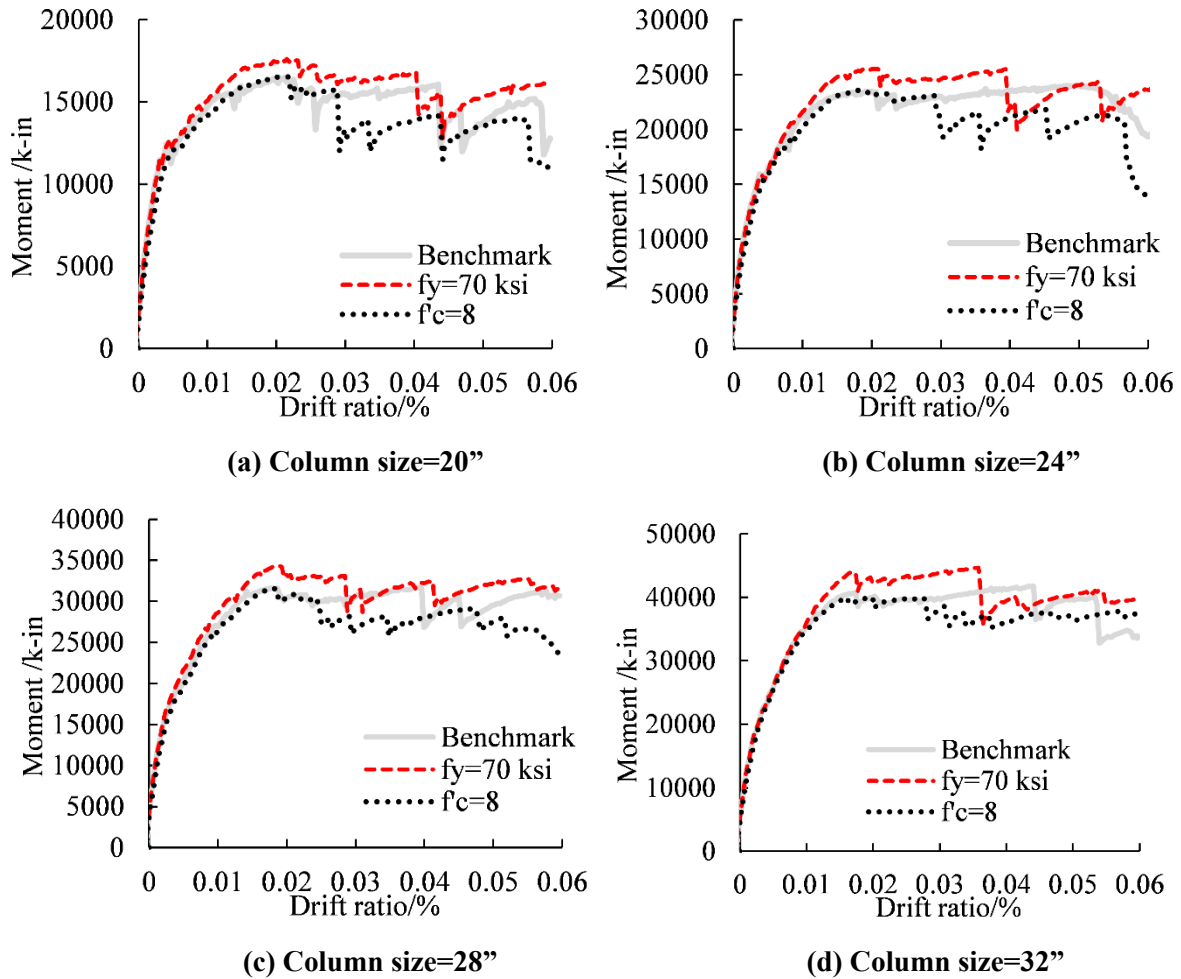 20000
15000
10000
5000
0
Moment /k-in
Benchmark
fy=70 ksi
f'c=8
0 0.01 0.02 0.03 0.04 0.05 0.06
Drift ratio/%
(a) Column size=20”
30000
25000
20000
15000
10000
5000
0
Moment /k-in
Benchmark
fy=70 ksi
f'c=8
0 0.01 0.02 0.03 0.04 0.05 0.06
Drift ratio/%
(b) Column size=24”
40000
35000
30000
25000
20000
15000
10000
5000
0
Moment /k-in
Benchmark
fy=70 ksi
f'c=8
0 0.01 0.02 0.03 0.04 0.05 0.06
Drift ratio/%
(c) Column size=28”
50000
40000
30000
20000
10000
0
Moment /k-in
Benchmark
fy=70 ksi
f'c=8
0 0.01 0.02 0.03 0.04 0.05 0.06
Drift ratio/%
(d) Column size=32”